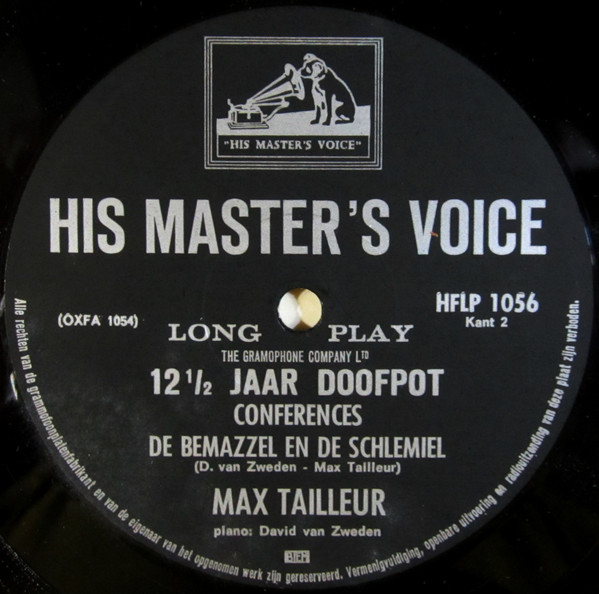 "HIS MASTER'S VOICE"
HIS MASTER'S VOICE
(OXFA 1054)
HFLP 1056
Kant 2
LONG PLAY
THE GRAMOPHONE COMPANY LTD
12 1/2 JAAR DOOFPOT
CONFERENCES
DE BEMAZZEL EN DE SCHLEMIEL
(D. van Zweden - Max Tailleur)
MAX TAILLEUR
piano: David van Zweden
BIEM
Alle rechten van de grammofoonplatenfabrikant en van de eigenaar van het opgenomen werk zijn gereserveerd. Vermenigvuldiging, openbare uitvoering en radiouitzending van deze plaat zijn verboden.